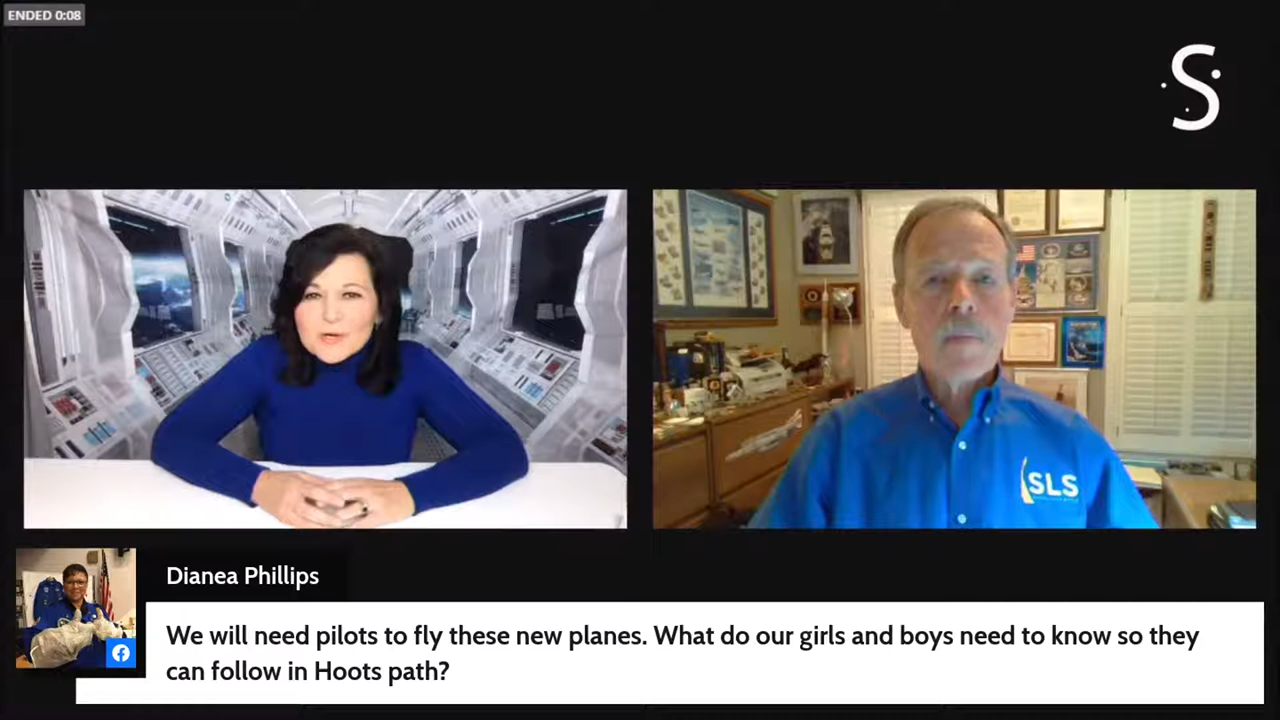 ENDED 0:08
S
SLS
Dianea Phillips
We will need pilots to fly these new planes. What do our girls and boys need to know so they
can follow in Hoots path?